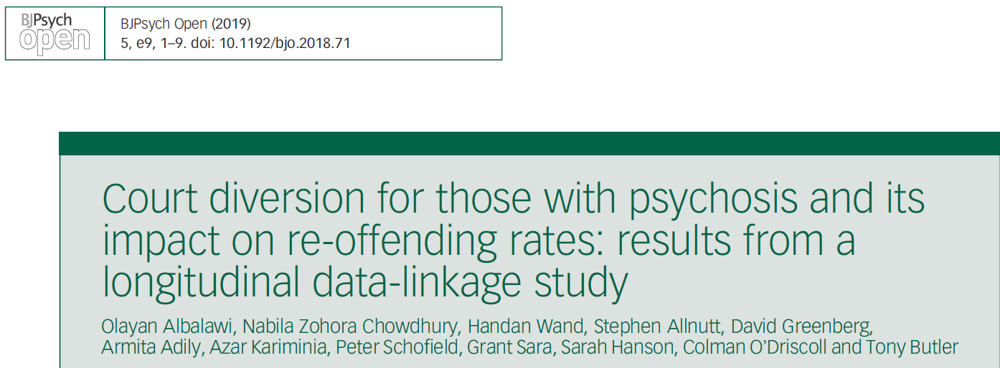 BJPsych
open
BJPsych Open (2019)
5, e9, 1–9. doi: 10.1192/bjo.2018.71
Court diversion for those with psychosis and its
impact on re-offending rates: results from a
longitudinal data-linkage study
Olayan Albalawi, Nabila Zohora Chowdhury, Handan Wand, Stephen Allnutt, David Greenberg,
Armita Adily, Azar Kariminia, Peter Schofield, Grant Sara, Sarah Hanson, Colman O’Driscoll and Tony Butler